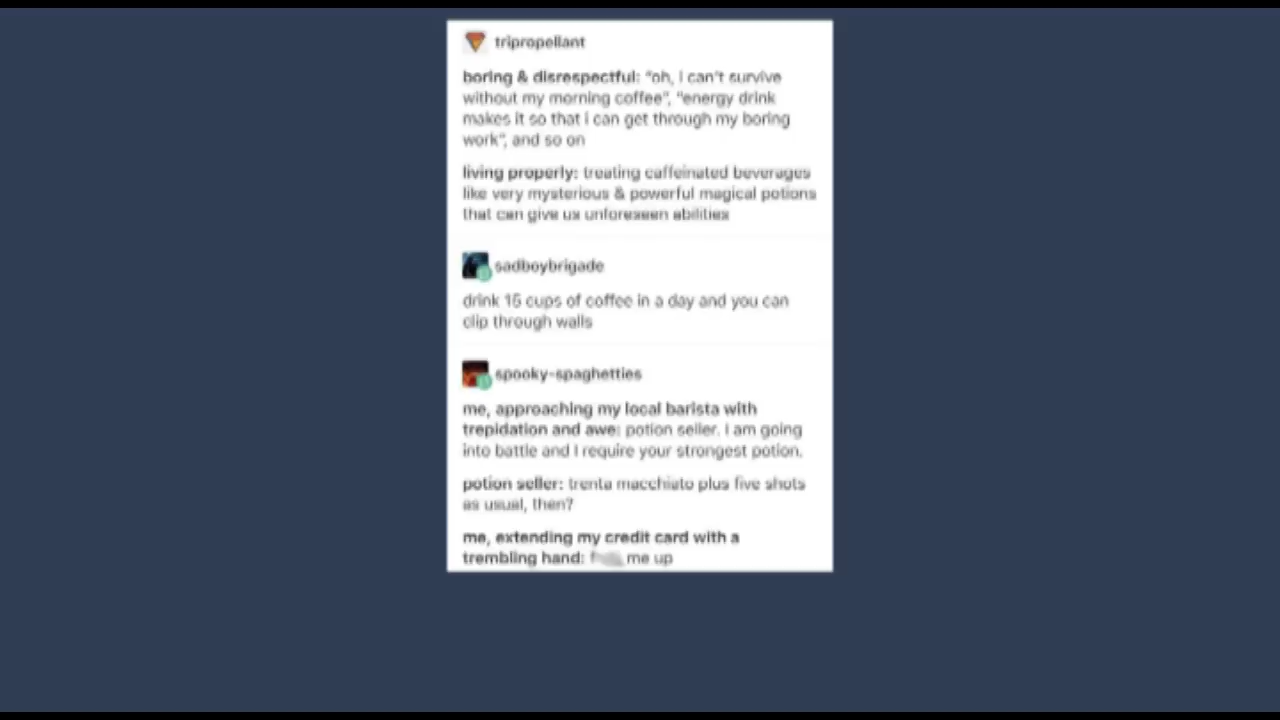 tripropellant
boring & disrespectful: "oh, i can't survive
without my morning coffee", "energy drink
makes it so that i can get through my boring
work", and so on
living properly: treating caffeinated beverages
like very mysterious & powerful magical potions
that can give us unforeseen abilities
sadboybrigade
drink 15 cups of coffee in a day and you can
clip through walls
spooky-spaghetties
me, approaching my local barista with
trepidation and awe: potion seller. I am going
into battle and I require your strongest potion.
potion seller: trenta macchiato plus five shots
as usual, then?
me, extending my credit card with a
trembling hand: me up